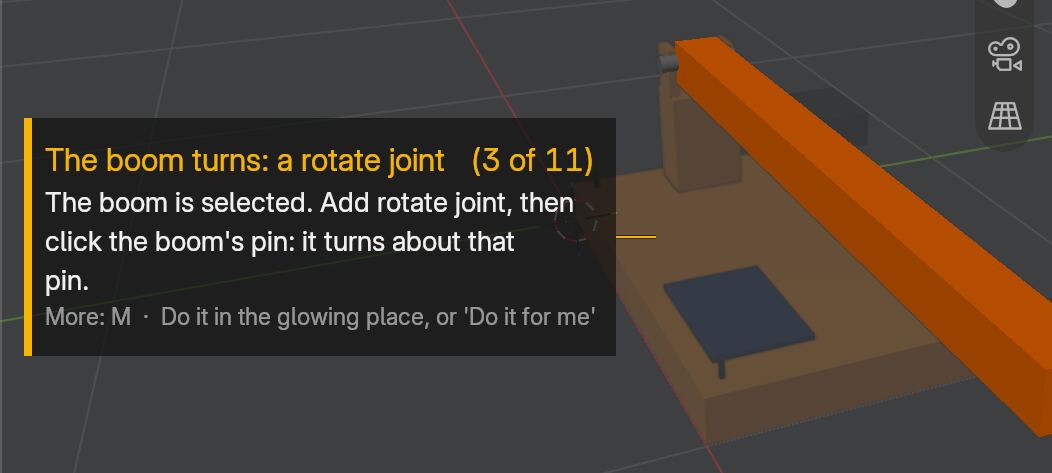 The boom turns: a rotate joint (3 of 11)
The boom is selected. Add rotate joint, then
click the boom's pin: it turns about that
pin.
More: M · Do it in the glowing place, or 'Do it for me'